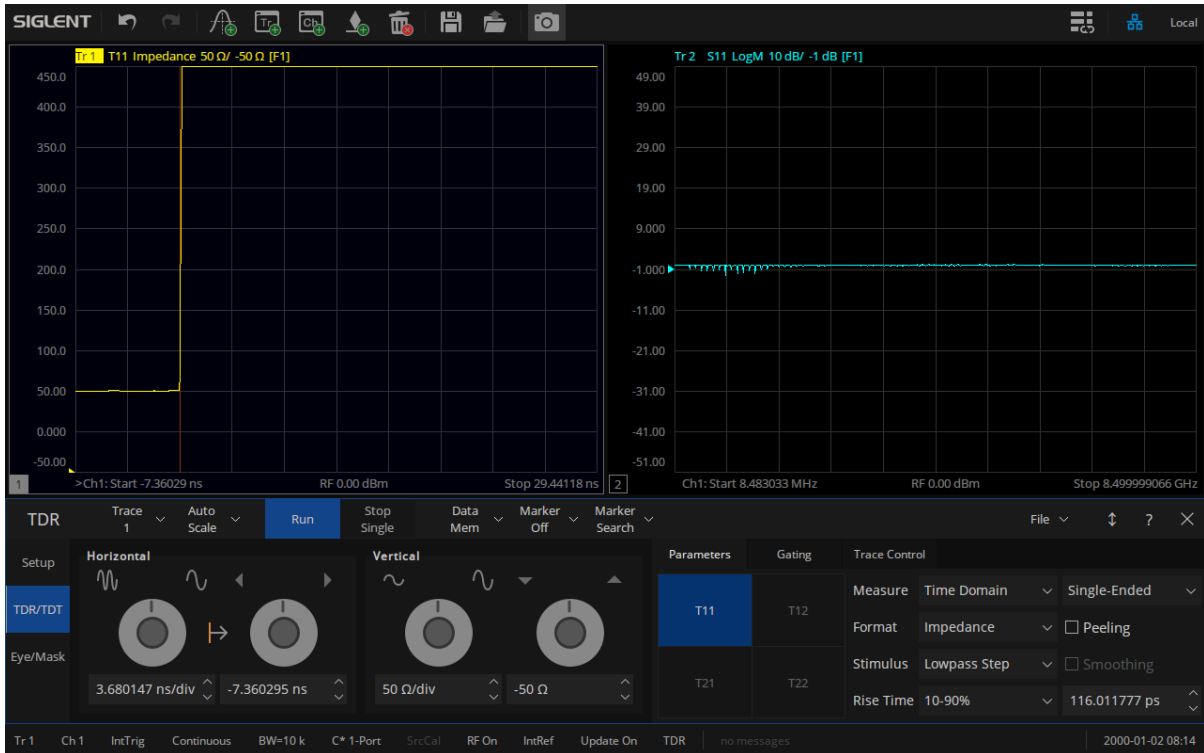 SIGLENT Tr Ch Local
Tr 1 T11 Impedance 50 Ω/ -50 Ω [F1]
450.0
400.0
350.0
300.0
250.0
200.0
150.0
100.0
50.00
0.000
-50.00
1 >Ch1: Start -7.36029 ns RF 0.00 dBm Stop 29.44118 ns
Tr 2 S11 LogM 10 dB/ -1 dB [F1]
49.00
39.00
29.00
19.00
9.000
-1.000
-11.00
-21.00
-31.00
-41.00
-51.00
2 Ch1: Start 8.483033 MHz RF 0.00 dBm Stop 8.499999066 GHz
TDR Trace 1 Auto Scale Run Stop Single Data Mem Marker Off Marker Search File ?
Setup
TDR/TDT
Eye/Mask
Horizontal
3.680147 ns/div -7.360295 ns
Vertical
50 Ω/div -50 Ω
Parameters Gating Trace Control
T11 T12
T21 T22
Measure Time Domain Single-Ended
Format Impedance Peeling
Stimulus Lowpass Step Smoothing
Rise Time 10-90% 116.011777 ps
Tr 1 Ch 1 IntTrig Continuous BW=10 k C* 1-Port SrcCal RF On IntRef Update On TDR no messages 2000-01-02 08:14